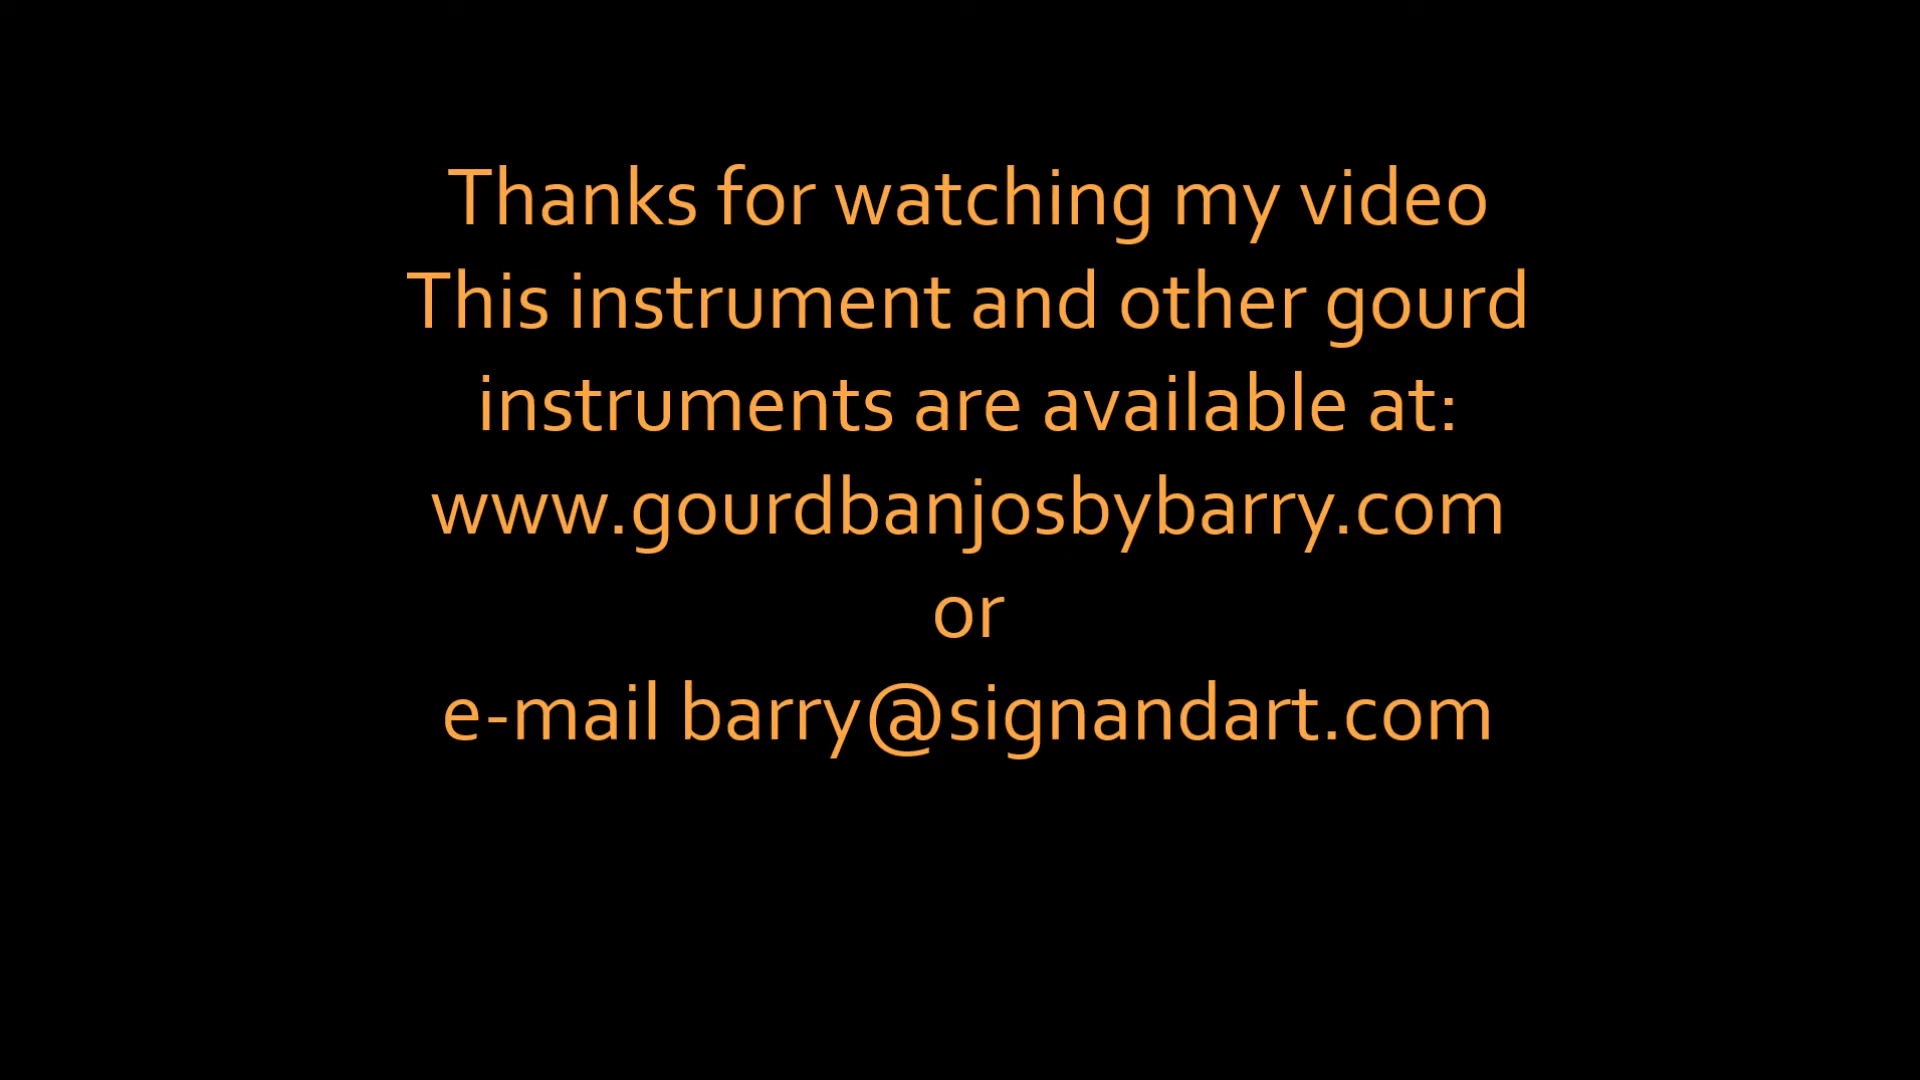 Thanks for watching my video
This instrument and other gourd
instruments are available at:
www.gourdbanjosbybarry.com
or
e-mail barry@signandart.com